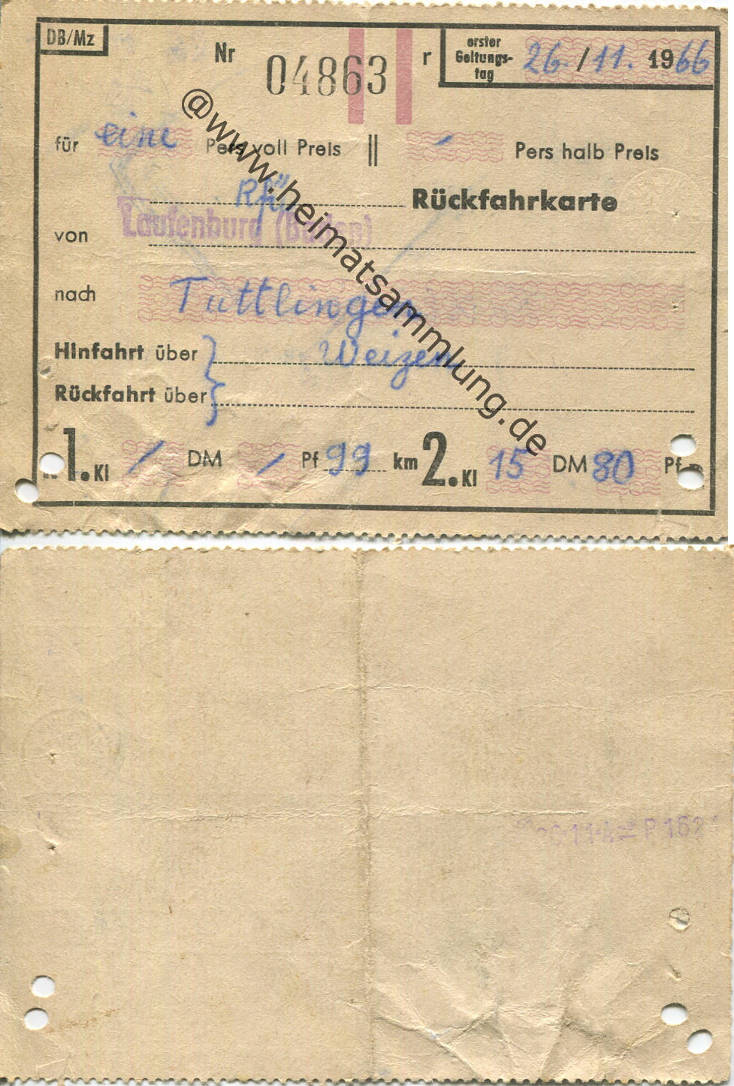 DB/Mz
Nr 04863 r
erster Geltungs-tag 26./11. 1966
für eine Pers voll Preis || - Pers halb Preis
Rückfahrkarte
von Laufenburg (Baden)
nach Tuttlingen
Hinfahrt über } Weizen
Rückfahrt über
1. Kl / DM / Pf 99 km 2. Kl 15 DM 80 Pf
@www.heimatsammlung.de